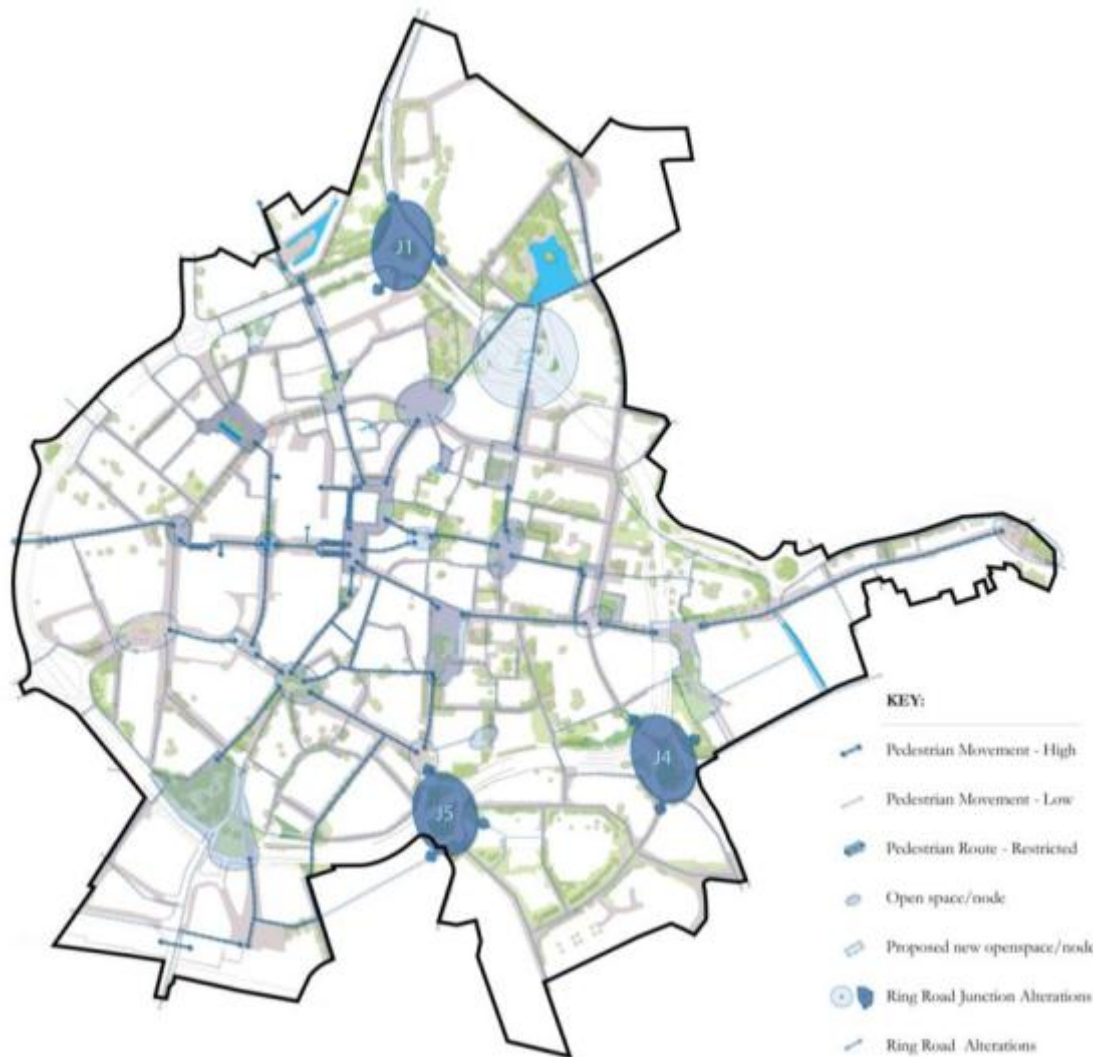 J1
J2
J4
J5
KEY:
Pedestrian Movement - High
Pedestrian Movement - Low
Pedestrian Route - Restricted
Open space/node
Proposed new openspace/node
Ring Road Junction Alterations
Ring Road Alterations